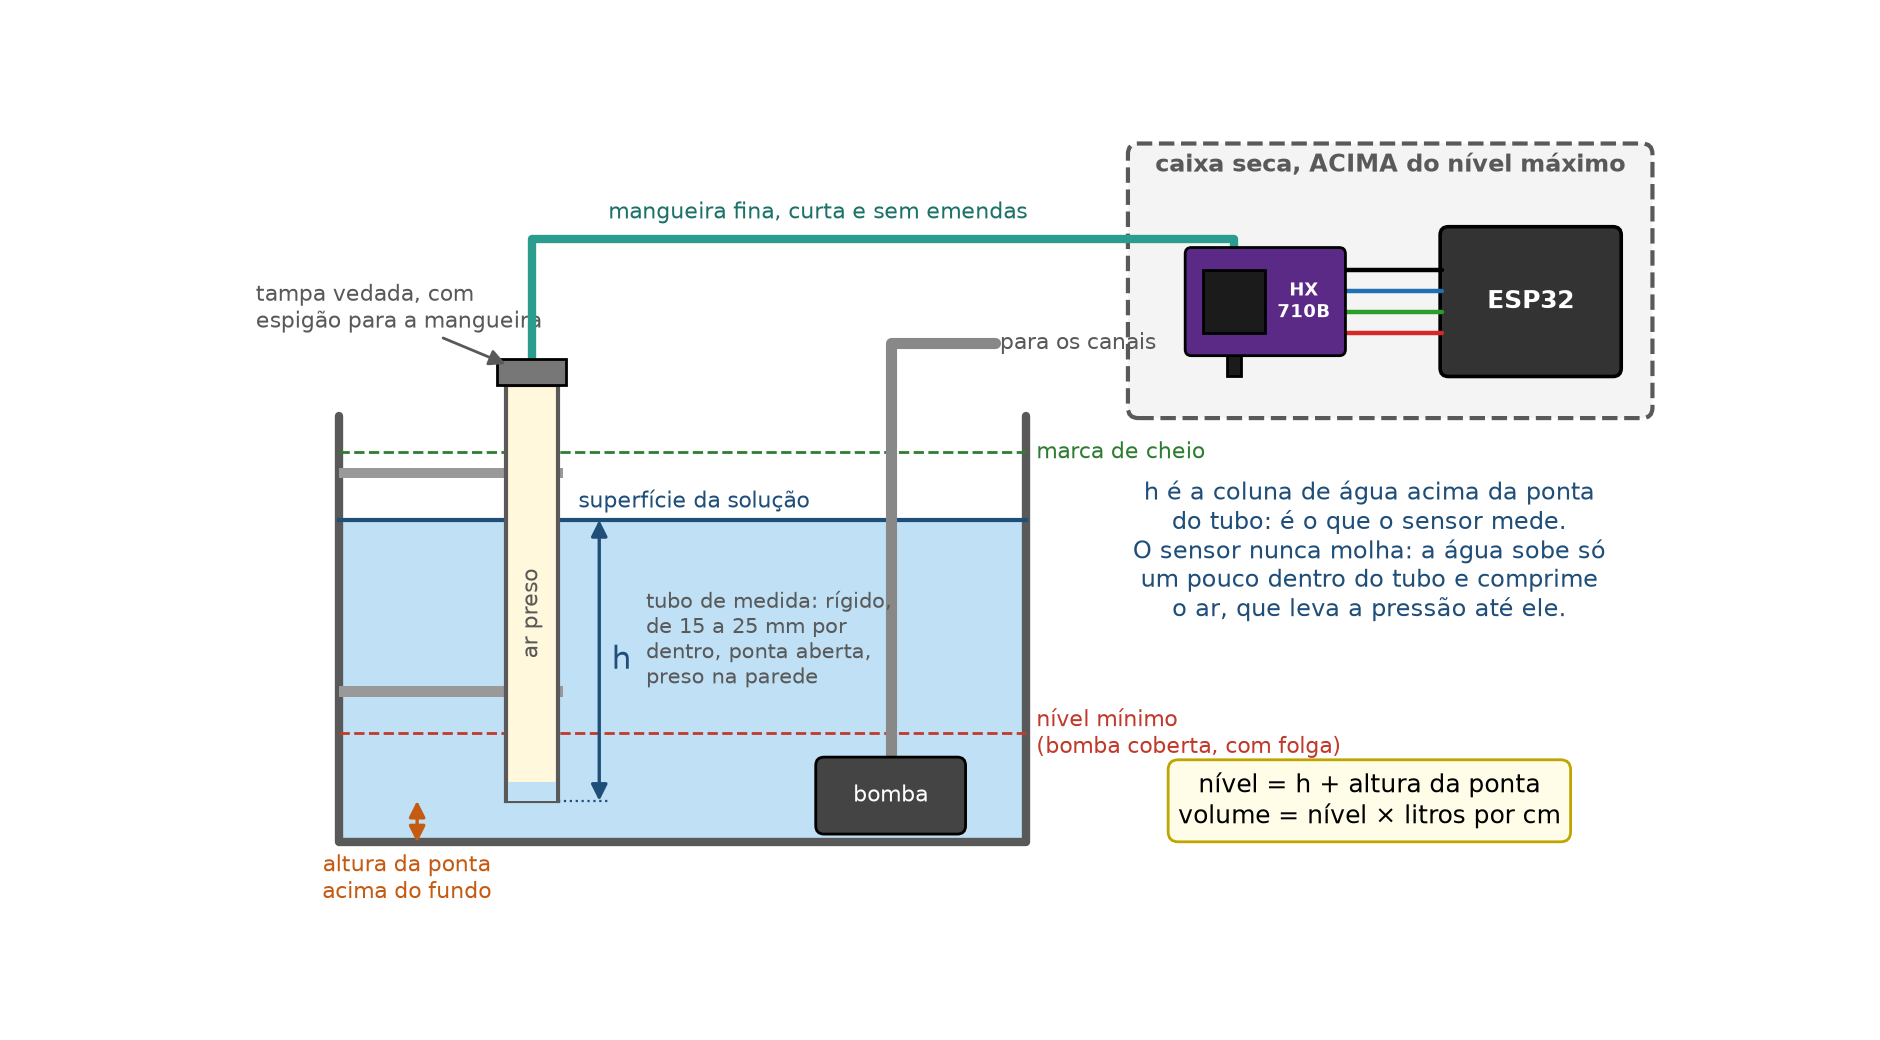 caixa seca, ACIMA do nível máximo
mangueira fina, curta e sem emendas
HX
710B
ESP32
tampa vedada, com
espigão para a mangueira
para os canais
marca de cheio
superfície da solução
h é a coluna de água acima da ponta
do tubo: é o que o sensor mede.
O sensor nunca molha: a água sobe só
um pouco dentro do tubo e comprime
o ar, que leva a pressão até ele.
ar preso
h
tubo de medida: rígido,
de 15 a 25 mm por
dentro, ponta aberta,
preso na parede
nível mínimo
(bomba coberta, com folga)
bomba
nível = h + altura da ponta
volume = nível × litros por cm
altura da ponta
acima do fundo